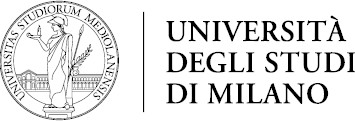 UNIVERSITAS STUDIORUM MEDIOLANENSIS
UNIVERSITÀ
DEGLI STUDI
DI MILANO